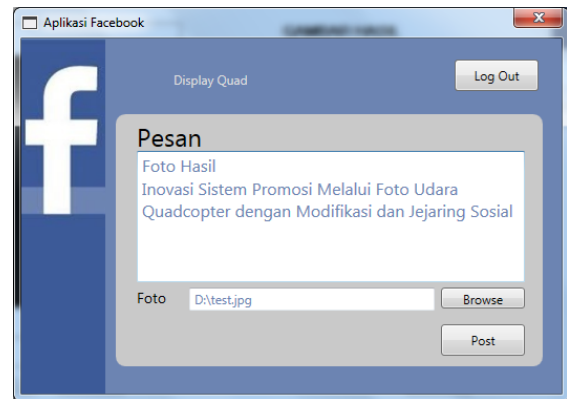 Aplikasi Facebook
Display Quad
Log Out
Pesan
Foto Hasil
Inovasi Sistem Promosi Melalui Foto Udara
Quadcopter dengan Modifikasi dan Jejaring Sosial
Foto D:\test.jpg Browse
Post